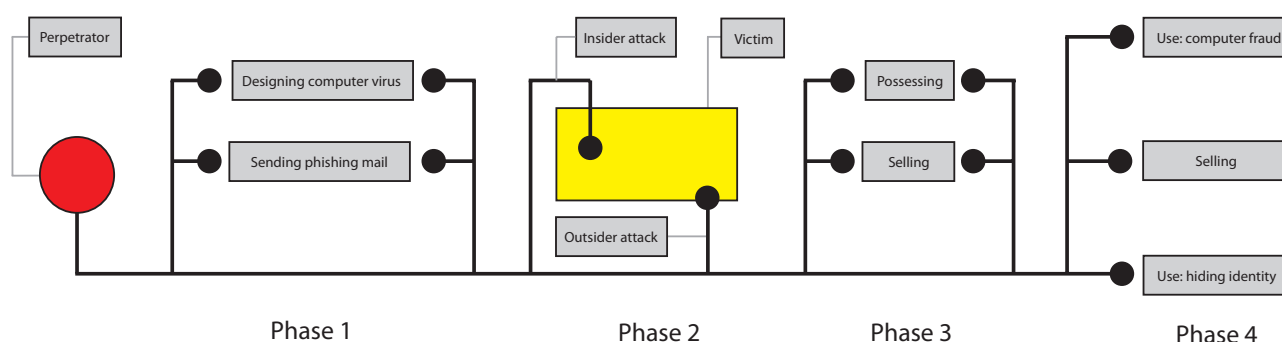 Perpetrator
Insider attack
Victim
Use: computer fraud
Designing computer virus
Possessing
Sending phishing mail
Selling
Selling
Outsider attack
Use: hiding identity
Phase 1
Phase 2
Phase 3
Phase 4